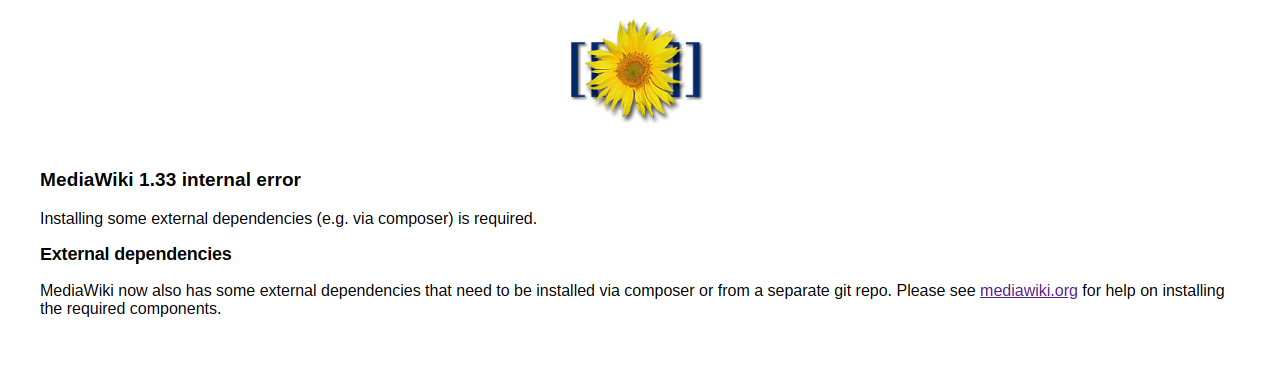 MediaWiki 1.33 internal error
Installing some external dependencies (e.g. via composer) is required.
External dependencies
MediaWiki now also has some external dependencies that need to be installed via composer or from a separate git repo. Please see mediawiki.org for help on installing
the required components.